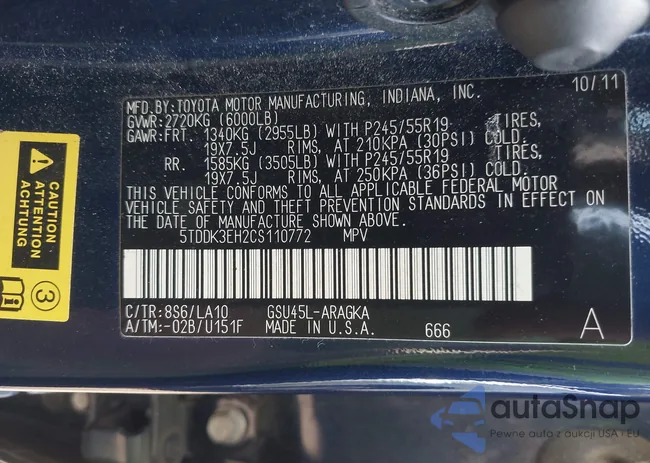 MFD.BY:TOYOTA MOTOR MANUFACTURING, INDIANA, INC. 10/11
GVWR:2720KG (6000LB)
GAWR:FRT. 1340KG (2955LB) WITH P245/55R19 TIRES,
19X7.5J RIMS, AT 210KPA (30PSI) COLD.
RR. 1585KG (3505LB) WITH P245/55R19 TIRES,
19X7.5J RIMS, AT 250KPA (36PSI) COLD.
THIS VEHICLE CONFORMS TO ALL APPLICABLE FEDERAL MOTOR
VEHICLE SAFETY AND THEFT PREVENTION STANDARDS IN EFFECT ON
THE DATE OF MANUFACTURE SHOWN ABOVE.
5TDDK3EH2CS110772 MPV
C/TR:8S6/LA10 GSU45L-ARAGKA
A/TM:-02B/U151F MADE IN U.S.A. 666 A
CAUTION
ACHTUNG
3
autaSnap
Pewne auto z aukcji USA i EU